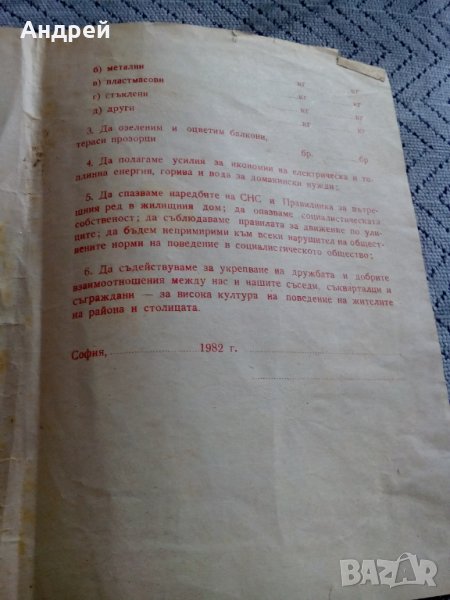 Андрей
б) метални
в) пластмасови кг кг
г) стъклени кг кг
д) други кг кг
3. Да озеленим и оцветим балкони,
тераси прозорци бр. бр
4. Да полагаме усилия за икономии на електрическа и то-
плинна енергия, горива и вода за домакински нужди;
5. Да спазваме наредбите на СНС и Правилника за вътре-
шния ред в жилищния дом; да опазваме социалистическата
собственост; да съблюдаваме правилата за движение по ули-
ците; да бъдем непримирими към всеки нарушител на общест-
вените норми на поведение в социалистическото общество;
6. Да съдействуваме за укрепване на дружбата и добрите
взаимоотношения между нас и нашите съседи, съкварталци и
съграждани — за висока култура на поведение на жителите
на района и столицата.
София, 1982 г.
BAZAR